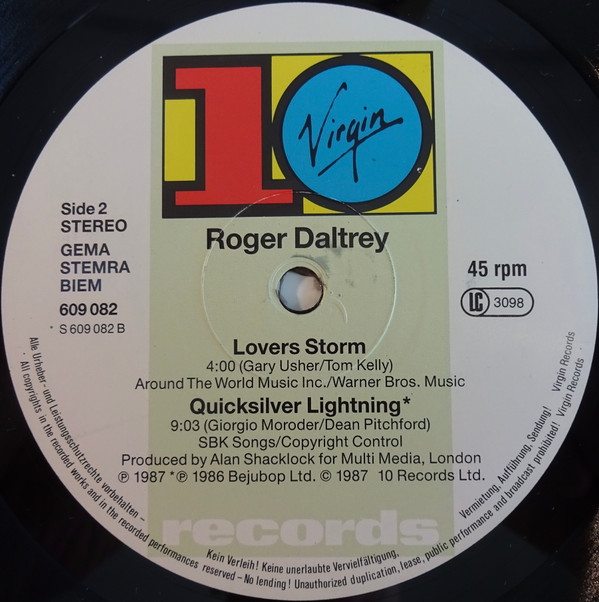 10
Virgin
Roger Daltrey
Side 2
STEREO
GEMA
STEMRA
BIEM
609 082
S 609 082 B
45 rpm
LC 3098
Lovers Storm
4:00 (Gary Usher/Tom Kelly)
Around The World Music Inc./Warner Bros. Music
Quicksilver Lightning*
9:03 (Giorgio Moroder/Dean Pitchford)
SBK Songs/Copyright Control
Produced by Alan Shacklock for Multi Media, London
℗ 1987 *℗ 1986 Bejubop Ltd. © 1987 10 Records Ltd.
records
Alle Urheber- und Leistungsschutzrechte vorbehalten – Kein Verleih! Keine unerlaubte Vervielfältigung, Vermietung, Aufführung, Sendung! Virgin Records
All copyrights in the recorded works and in the recorded performances reserved – No lending! Unauthorized duplication, lease, public performance and broadcast prohibited! Virgin Records